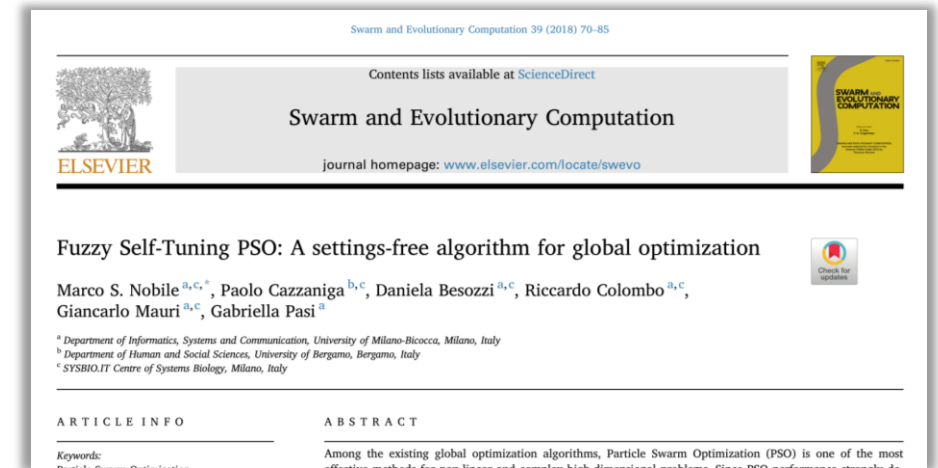 Swarm and Evolutionary Computation 39 (2018) 70–85
Contents lists available at ScienceDirect
Swarm and Evolutionary Computation
journal homepage: www.elsevier.com/locate/swevo
ELSEVIER
SWARM AND
EVOLUTIONARY
COMPUTATION
Fuzzy Self-Tuning PSO: A settings-free algorithm for global optimization
Check for
updates
Marco S. Nobile a,c,*, Paolo Cazzaniga b,c, Daniela Besozzi a,c, Riccardo Colombo a,c,
Giancarlo Mauri a,c, Gabriella Pasi a
a Department of Informatics, Systems and Communication, University of Milano-Bicocca, Milano, Italy
b Department of Human and Social Sciences, University of Bergamo, Bergamo, Italy
c SYSBIO.IT Centre of Systems Biology, Milano, Italy
ARTICLE INFO
ABSTRACT
Keywords:
Among the existing global optimization algorithms, Particle Swarm Optimization (PSO) is one of the most